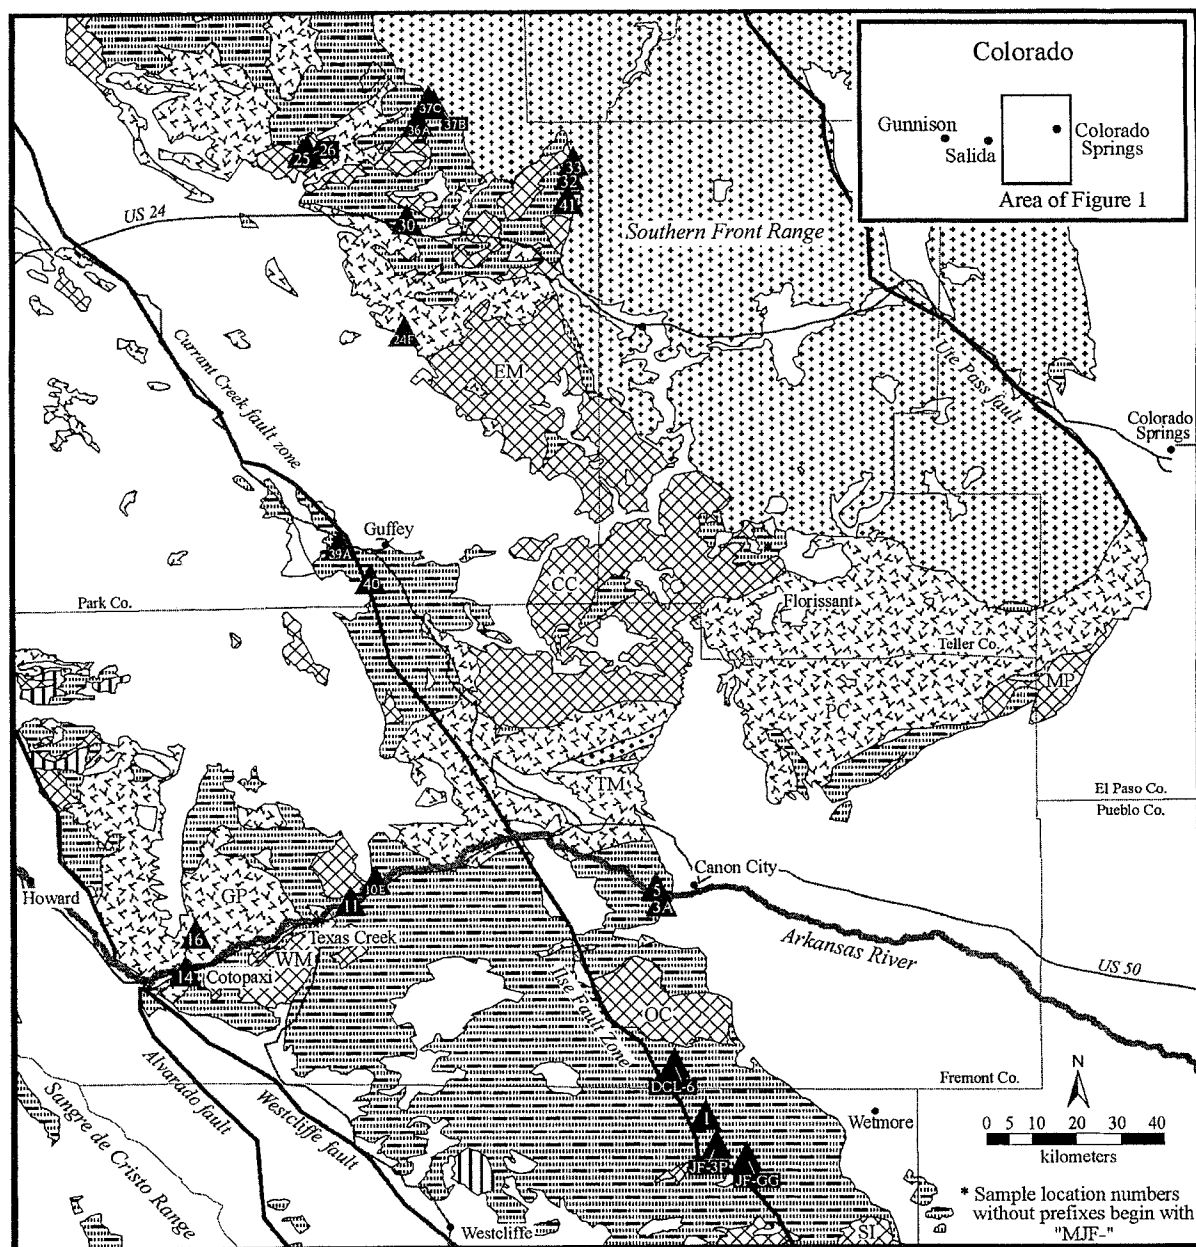 Colorado
Gunnison
Salida
Colorado
Springs
Area of Figure 1
37C
36A
37B
26
25
33
32
41
US 24
30
Southern Front Range
24F
EM
Currant Creek fault zone
Ute Pass fault
Colorado
Springs
Guffey
39A
40
CC
Park Co.
Florissant
Teller Co.
MP
PC
TM
El Paso Co.
Pueblo Co.
Canon City
Howard
GP
10E
11
5
3A
16
Texas Creek
WM
14
Cotopaxi
Arkansas River
US 50
Ilse Fault Zone
OC
DCL-6
Fremont Co.
N
Alvarado fault
Westcliffe fault
Sangre de Cristo Range
1
Wetmore
0 5 10 20 30 40
kilometers
JF-3P
JF-GG
* Sample location numbers
without prefixes begin with
"MJF-"
Westcliffe
SI